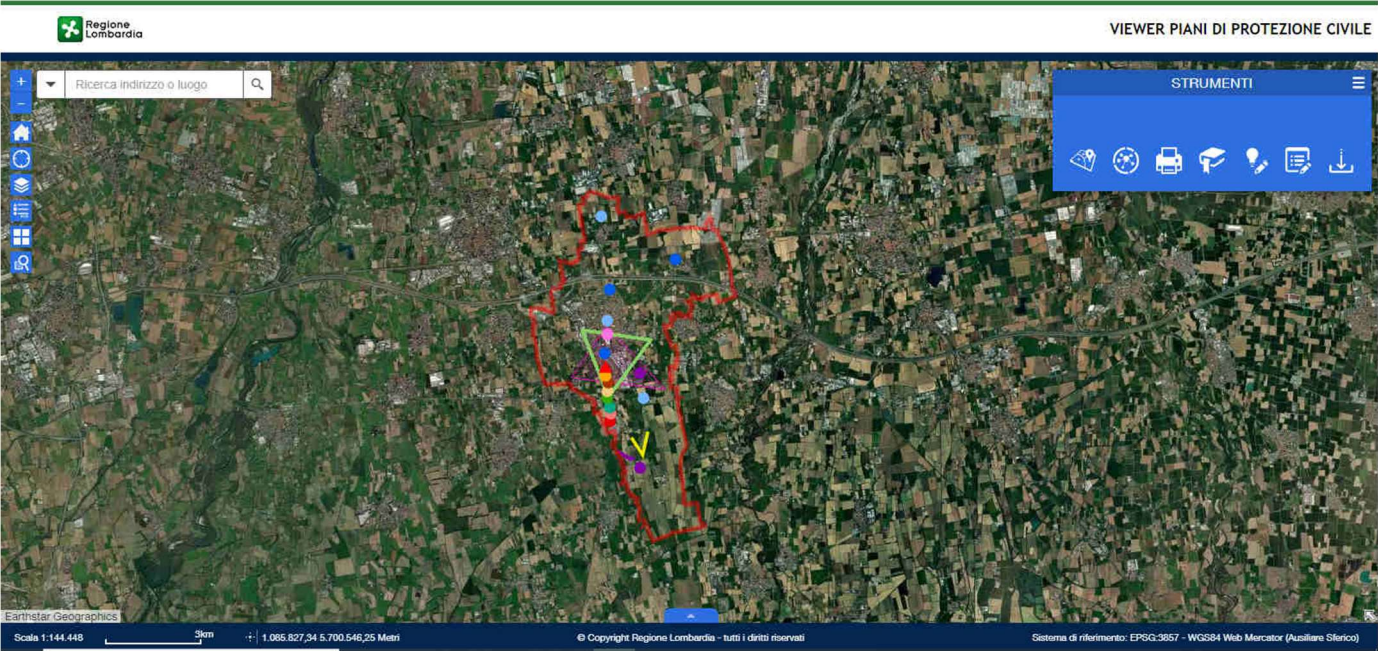 Regione
Lombardia
VIEWER PIANI DI PROTEZIONE CIVILE
+
Ricerca indirizzo o luogo
−
STRUMENTI
Earthstar Geographics
Scala 1:144.448
3km
1.085.827,34 5.700.546,25 Metri
© Copyright Regione Lombardia - tutti i diritti riservati
Sistema di riferimento: EPSG:3857 - WGS84 Web Mercator (Ausiliare Sferico)